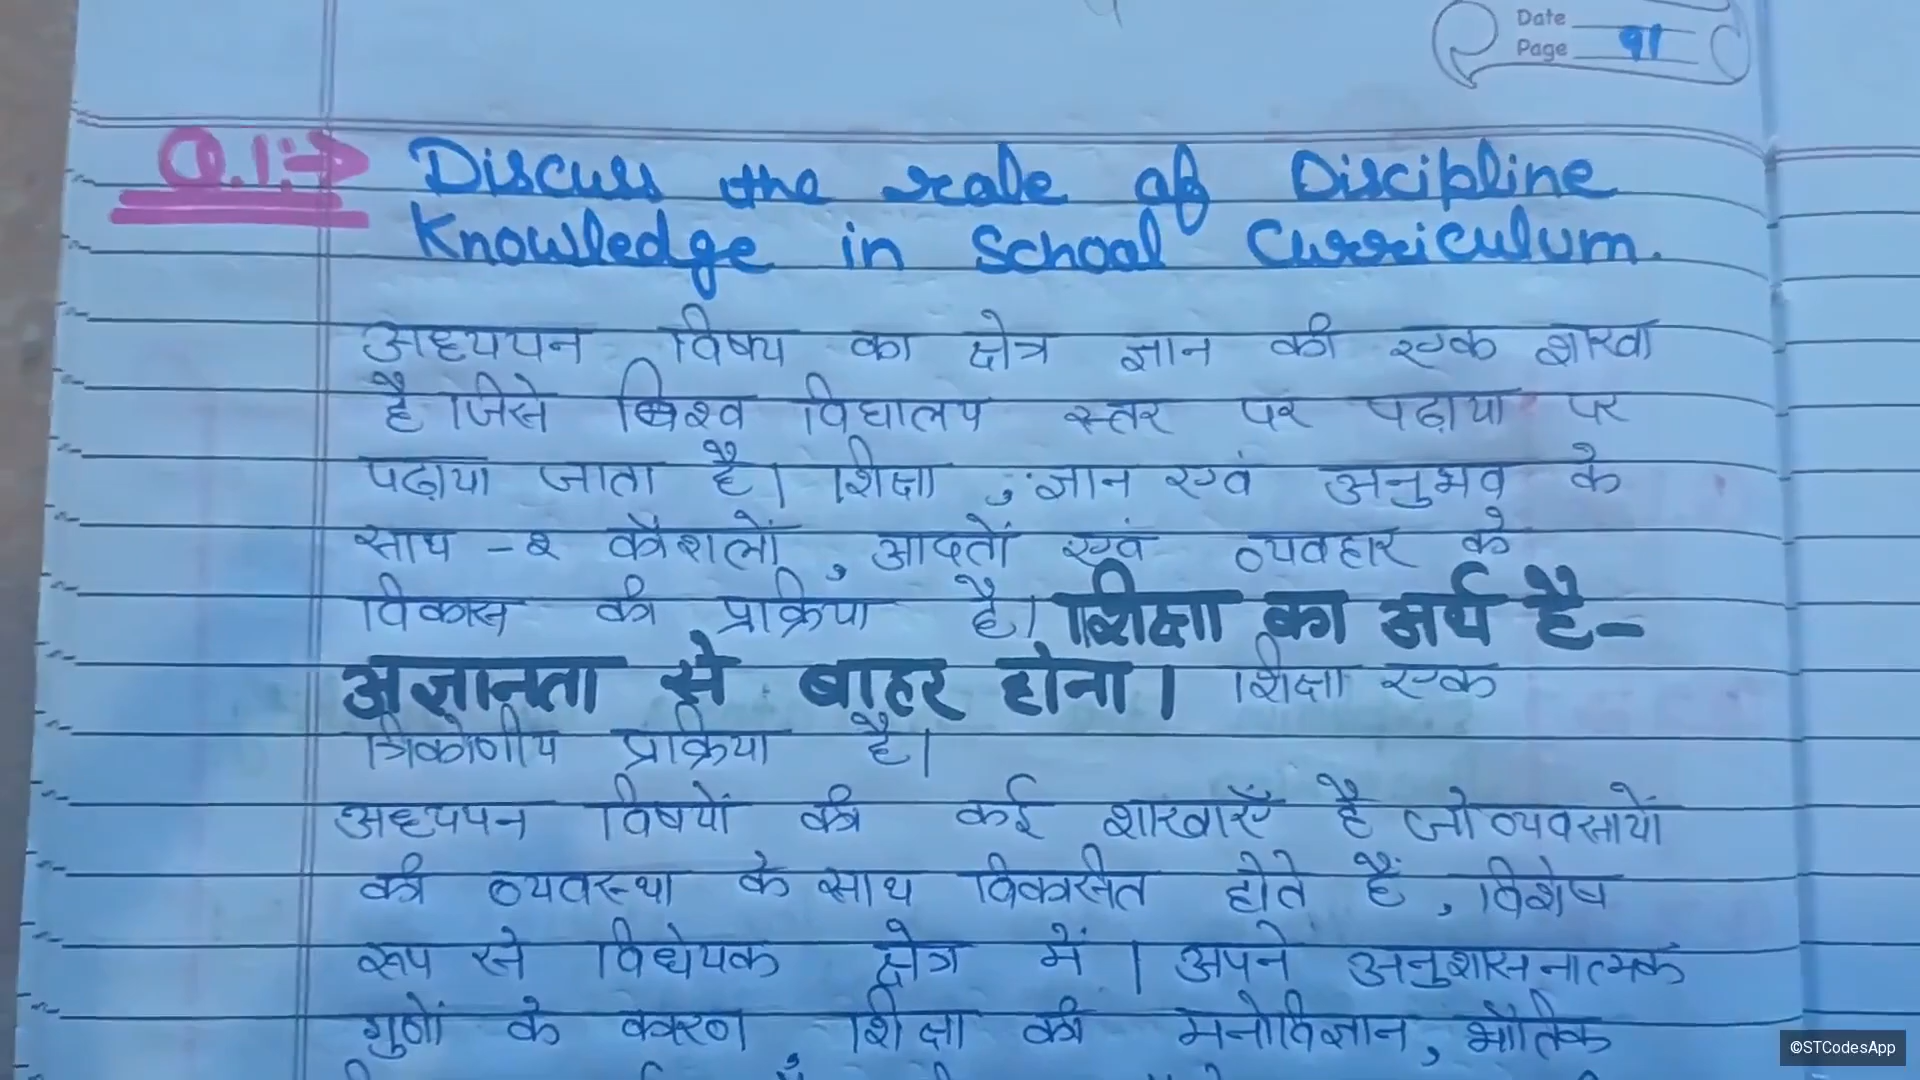 Date
Page 91
Q.1:→ Discuss the role of Discipline
Knowledge in School Curriculum.
अध्ययन विषय का क्षेत्र ज्ञान की एक शाखा
है जिसे विश्व विद्यालय स्तर पर पढ़ाया पर
पढ़ाया जाता है। शिक्षा, ज्ञान एवं अनुभव के
साथ -२ कौशलों, आदतों एवं व्यवहार के
विकास की प्रक्रिया है। शिक्षा का अर्थ है-
अज्ञानता से बाहर होना। शिक्षा एक
त्रिकोणीय प्रक्रिया है।
अध्ययन विषयों की कई शाखाएँ है जो व्यवसायों
की व्यवस्था के साथ विकसित होते हैं, विशेष
रूप से विधेयक क्षेत्र में। अपने अनुशासनात्मक
गुणों के कारण, शिक्षा की मनोविज्ञान, भौतिक
©STCodesApp